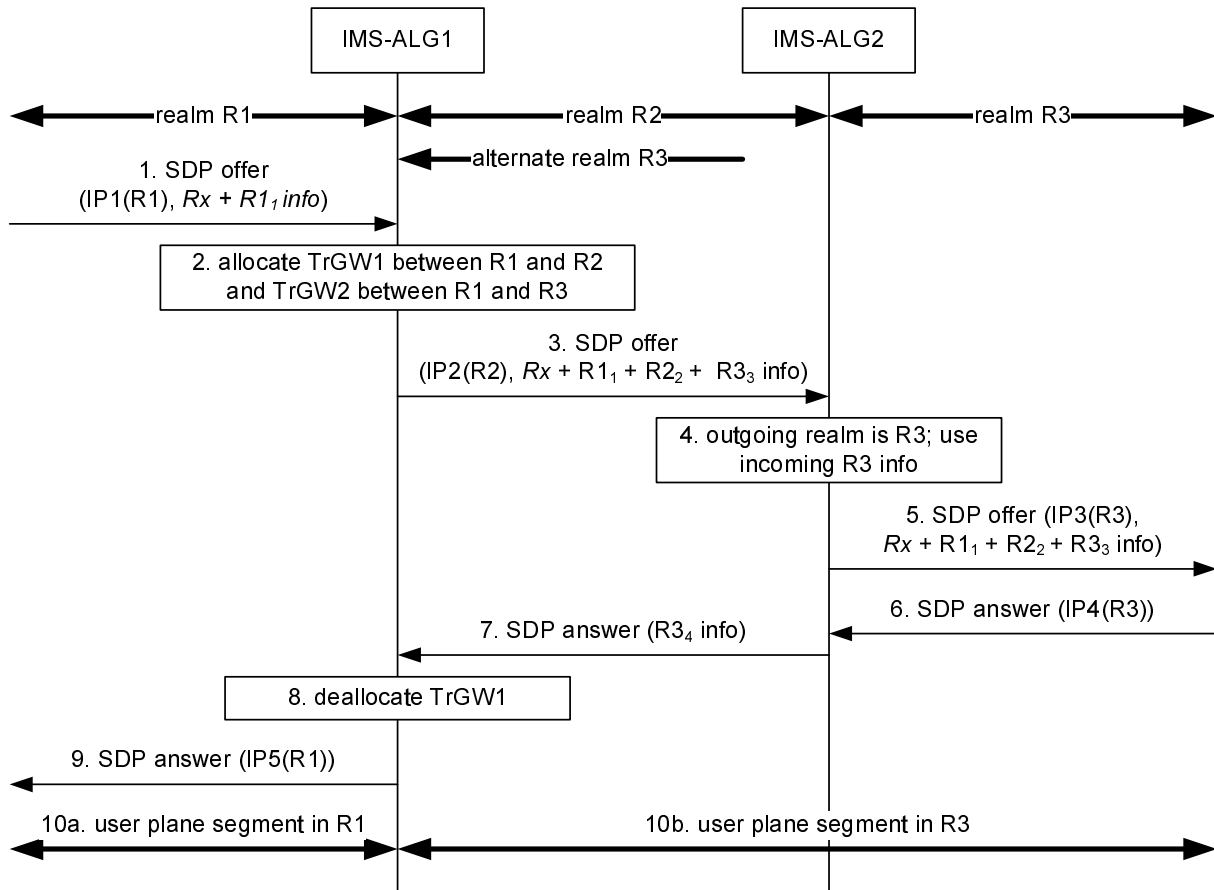 IMS-ALG1
IMS-ALG2
realm R1
realm R2
realm R3
alternate realm R3
1. SDP offer
(IP1(R1), Rx + R1₁ info)
2. allocate TrGW1 between R1 and R2
and TrGW2 between R1 and R3
3. SDP offer
(IP2(R2), Rx + R1₁ + R2₂ + R3₃ info)
4. outgoing realm is R3; use
incoming R3 info
5. SDP offer (IP3(R3),
Rx + R1₁ + R2₂ + R3₃ info)
6. SDP answer (IP4(R3))
7. SDP answer (R3₄ info)
8. deallocate TrGW1
9. SDP answer (IP5(R1))
10a. user plane segment in R1
10b. user plane segment in R3